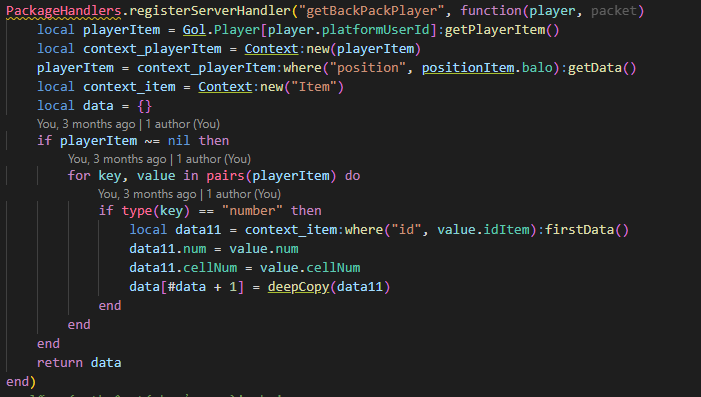 PackageHandlers.registerServerHandler("getBackPackPlayer", function(player, packet)
    local playerItem = Gol.Player[player.platformUserId]:getPlayerItem()
    local context_playerItem = Context:new(playerItem)
    playerItem = context_playerItem:where("position", positionItem.balo):getData()
    local context_item = Context:new("Item")
    local data = {}
    You, 3 months ago | 1 author (You)
    if playerItem ~= nil then
        You, 3 months ago | 1 author (You)
        for key, value in pairs(playerItem) do
            You, 3 months ago | 1 author (You)
            if type(key) == "number" then
                local data11 = context_item:where("id", value.idItem):firstData()
                data11.num = value.num
                data11.cellNum = value.cellNum
                data[#data + 1] = deepCopy(data11)
            end
        end
    end
    return data
end)